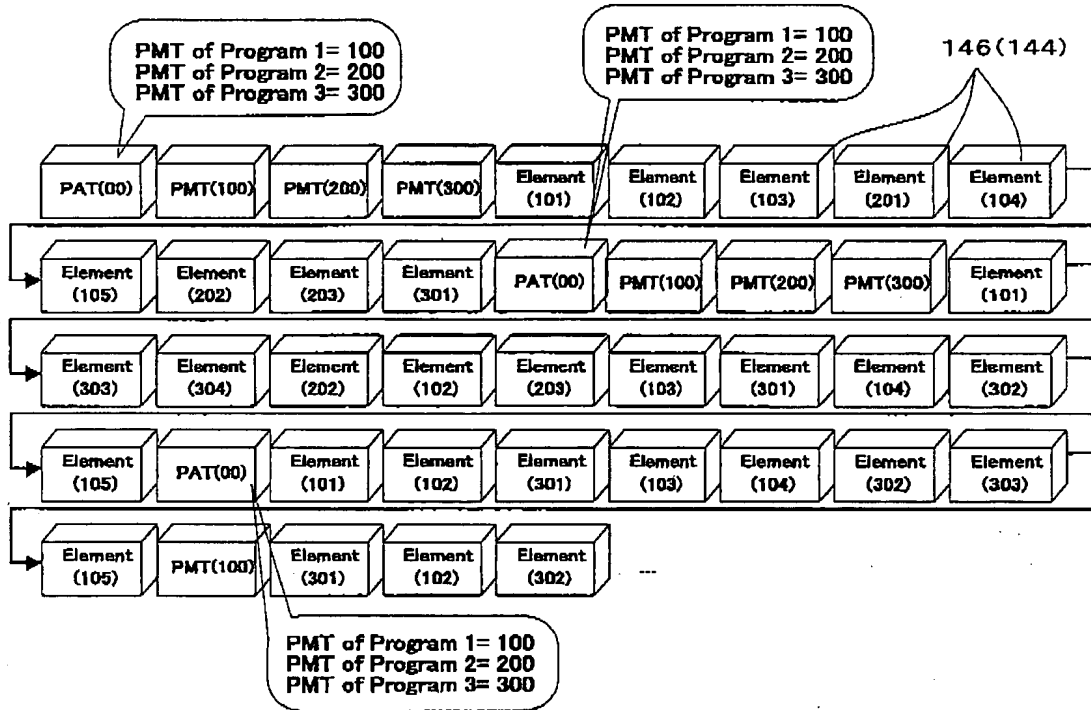 PMT of Program 1= 100
PMT of Program 2= 200
PMT of Program 3= 300
PMT of Program 1= 100
PMT of Program 2= 200
PMT of Program 3= 300
146(144)
PAT(00) PMT(100) PMT(200) PMT(300) Element Element Element Element Element
(101) (102) (103) (201) (104)
Element Element Element Element PAT(00) PMT(100) PMT(200) PMT(300) Element
(105) (202) (203) (301) (101)
Element Element Element Element Element Element Element Element Element
(303) (304) (202) (102) (203) (103) (301) (104) (302)
Element PAT(00) Element Element Element Element Element Element Element
(105) (101) (102) (301) (103) (104) (302) (303)
Element PMT(100) Element Element Element ---
(105) (301) (102) (302)
PMT of Program 1= 100
PMT of Program 2= 200
PMT of Program 3= 300